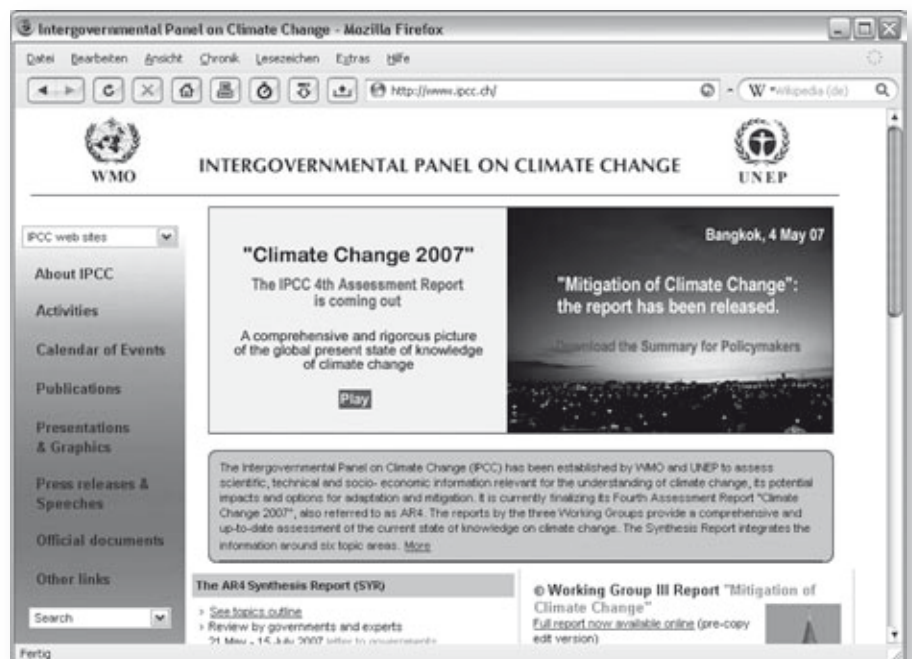 Intergovernmental Panel on Climate Change - Mozilla Firefox
Datei Bearbeiten Ansicht Chronik Lesezeichen Extras Hilfe
http://www.ipcc.ch/ Wikipedia (de)
WMO
INTERGOVERNMENTAL PANEL ON CLIMATE CHANGE
UNEP
IPCC web sites
About IPCC
Activities
Calendar of Events
Publications
Presentations
& Graphics
Press releases &
Speeches
Official documents
Other links
Search
"Climate Change 2007"
The IPCC 4th Assessment Report
is coming out
A comprehensive and rigorous picture
of the global present state of knowledge
of climate change
Play
Bangkok, 4 May 07
"Mitigation of Climate Change":
the report has been released.
Download the Summary for Policymakers
The Intergovernmental Panel on Climate Change (IPCC) has been established by WMO and UNEP to assess
scientific, technical and socio- economic information relevant for the understanding of climate change, its potential
impacts and options for adaptation and mitigation. It is currently finalizing its Fourth Assessment Report "Climate
Change 2007", also referred to as AR4. The reports by the three Working Groups provide a comprehensive and
up-to-date assessment of the current state of knowledge on climate change. The Synthesis Report integrates the
information around six topic areas. More
The AR4 Synthesis Report (SYR)
See topics outline
Review by governments and experts
21 May - 15 July 2007 letter to governments
Working Group III Report "Mitigation of
Climate Change"
Full report now available online (pre-copy
edt version)
Fertig